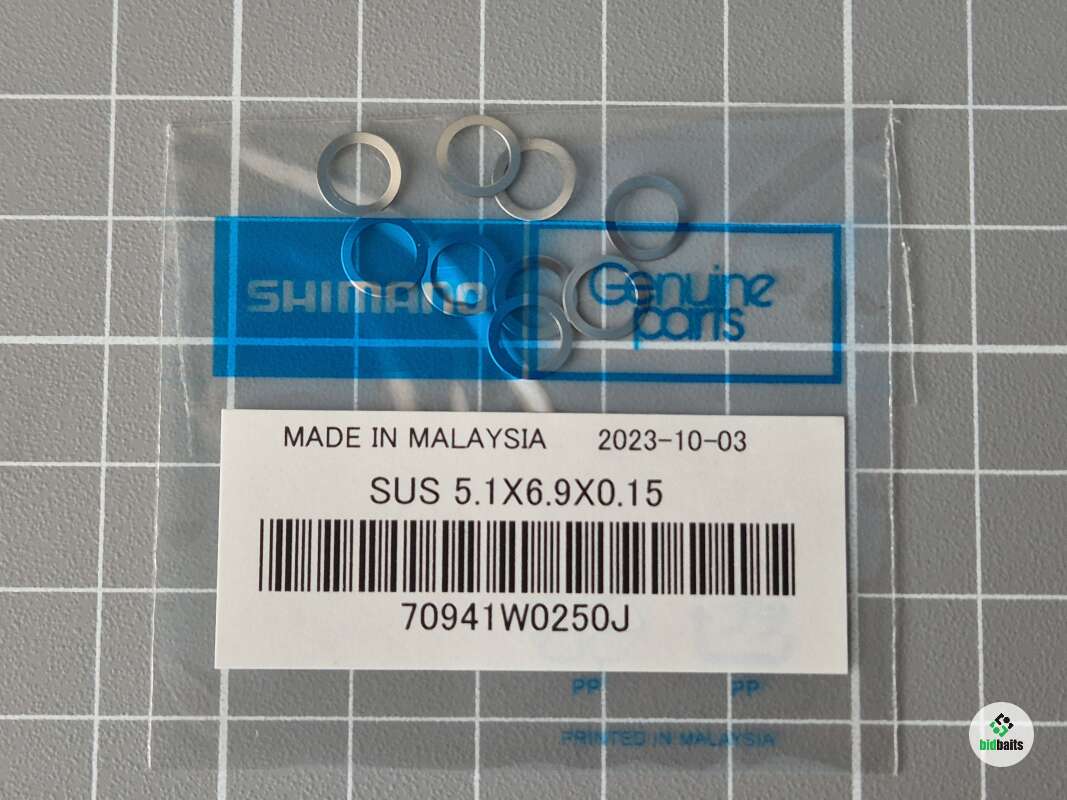 SHIMANO
Genuine
parts
MADE IN MALAYSIA 2023-10-03
SUS 5.1X6.9X0.15
70941W0250J
PP PP
PRINTED IN MALAYSIA
bidbaits